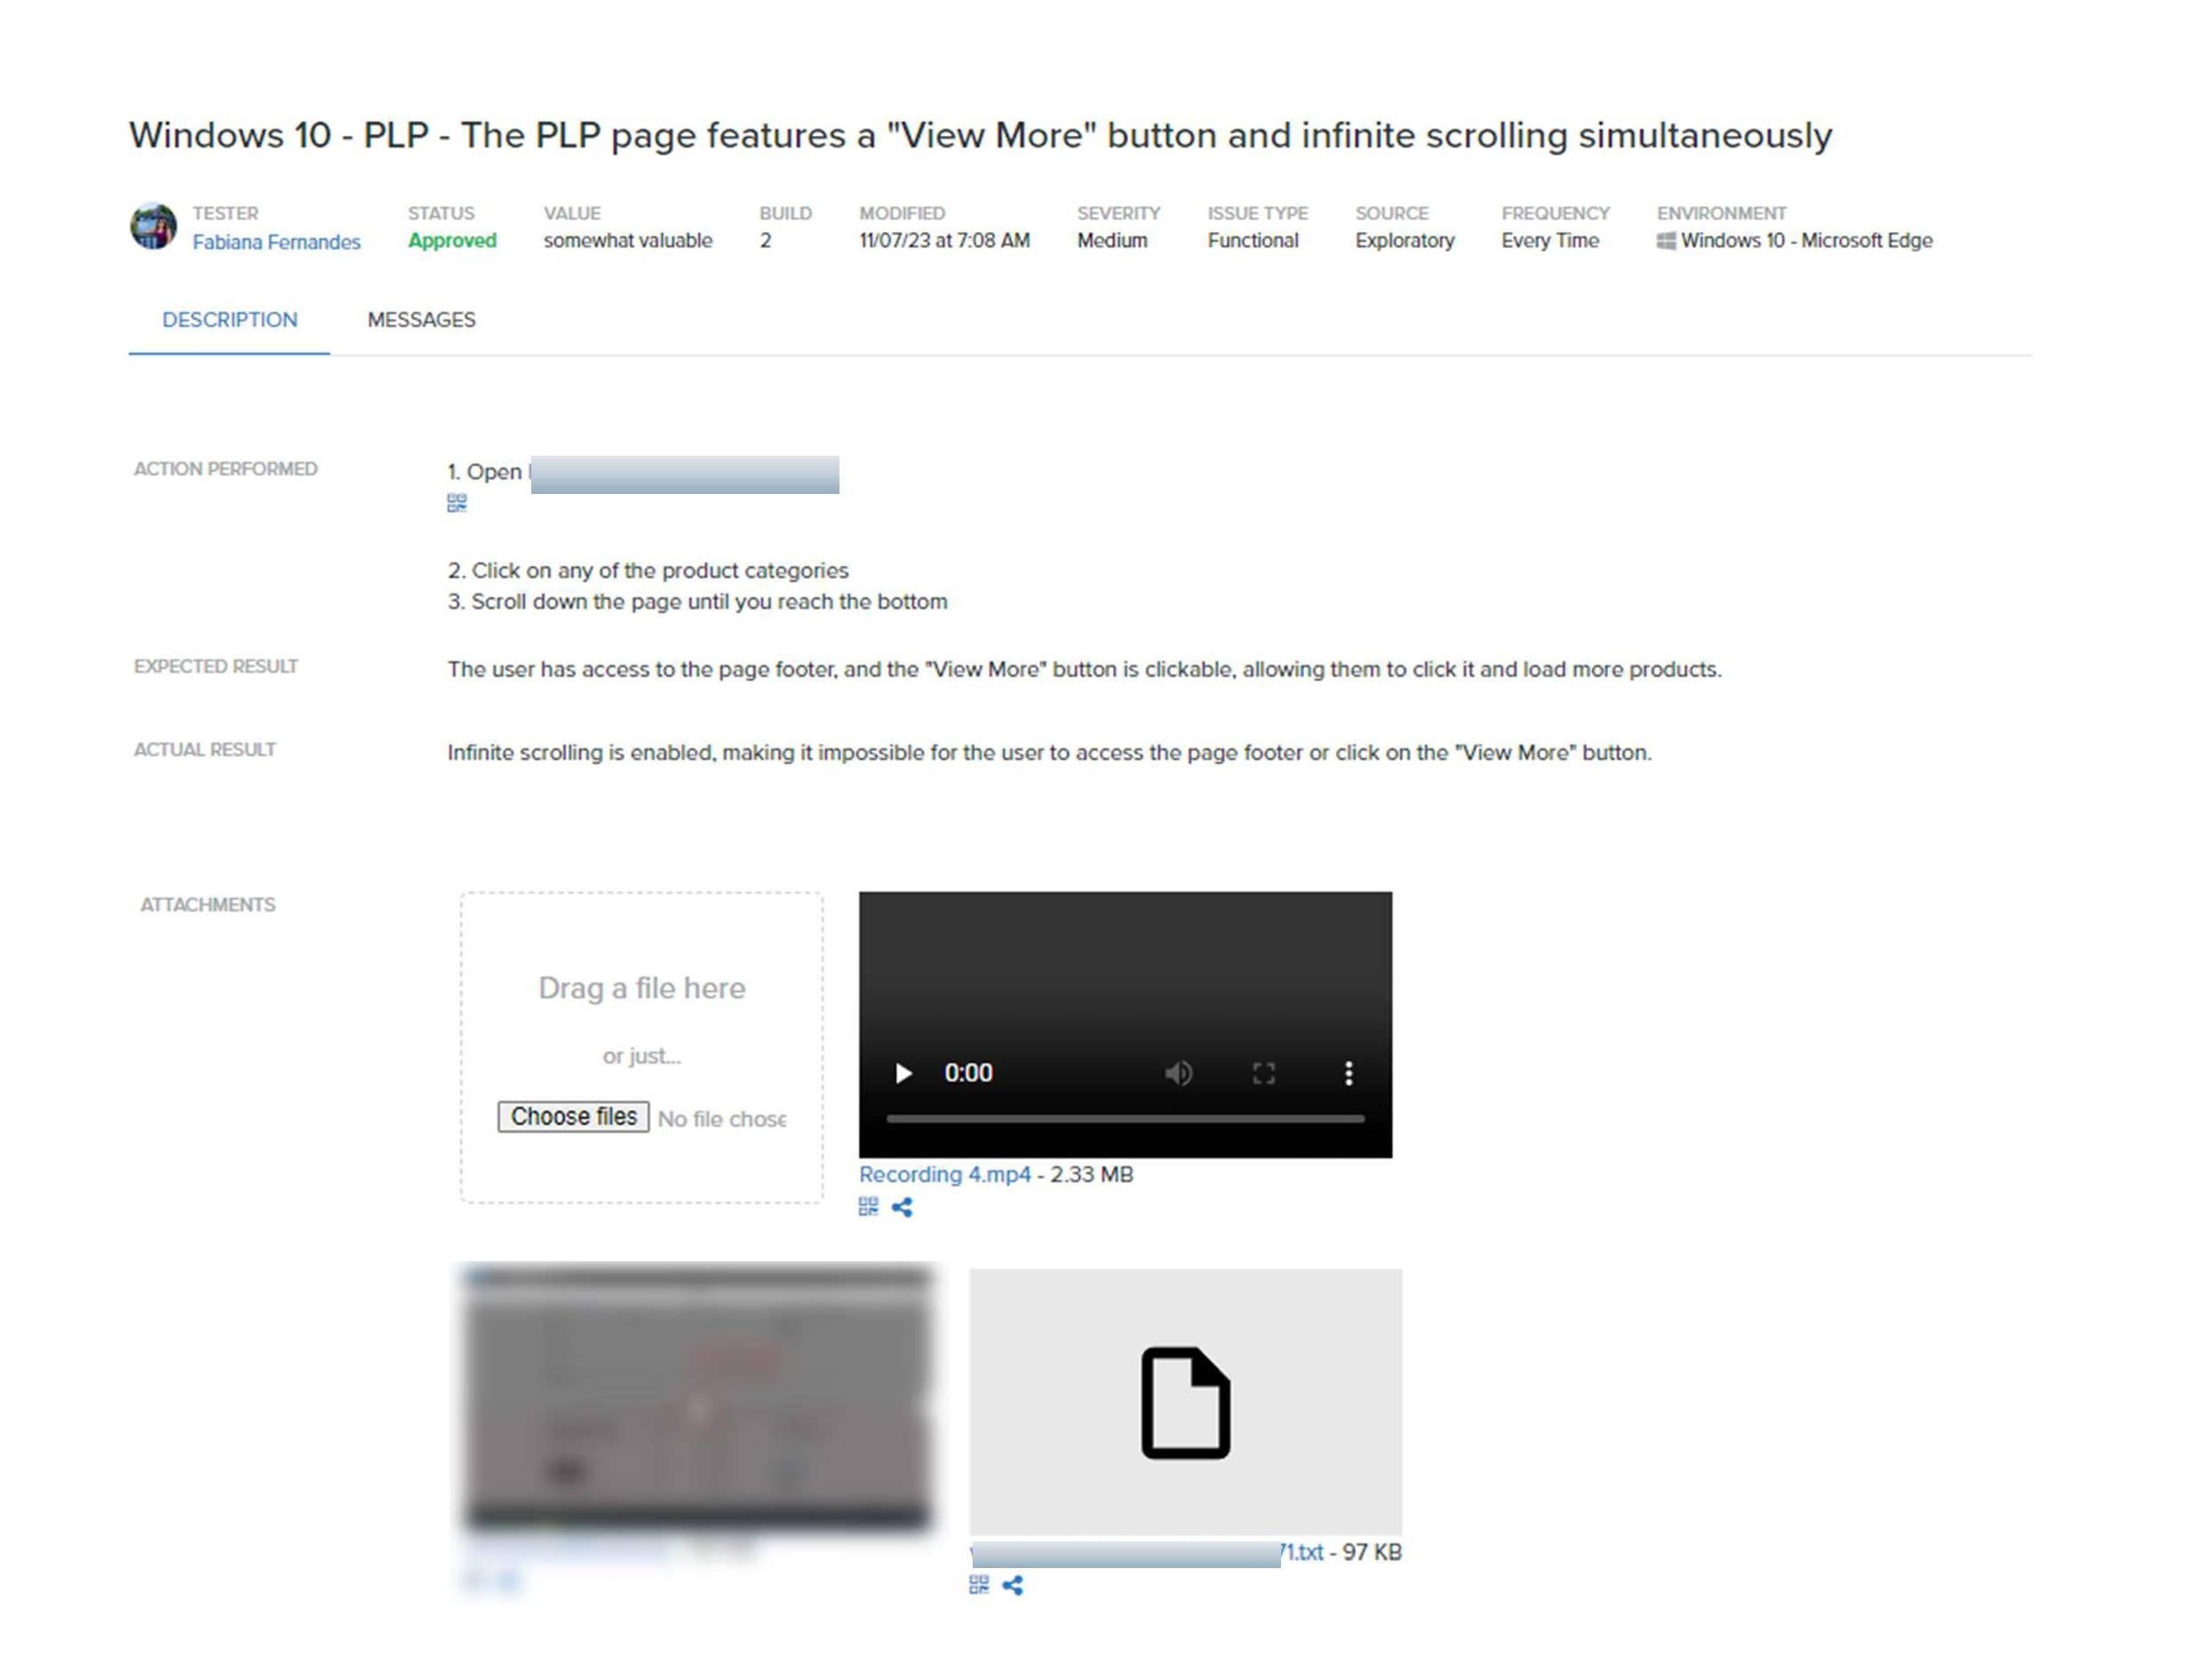 Windows 10 - PLP - The PLP page features a "View More" button and infinite scrolling simultaneously
TESTER
Fabiana Fernandes
STATUS
Approved
VALUE
somewhat valuable
BUILD
2
MODIFIED
11/07/23 at 7:08 AM
SEVERITY
Medium
ISSUE TYPE
Functional
SOURCE
Exploratory
FREQUENCY
Every Time
ENVIRONMENT
Windows 10 - Microsoft Edge
DESCRIPTION
MESSAGES
ACTION PERFORMED
1. Open
2. Click on any of the product categories
3. Scroll down the page until you reach the bottom
EXPECTED RESULT
The user has access to the page footer, and the "View More" button is clickable, allowing them to click it and load more products.
ACTUAL RESULT
Infinite scrolling is enabled, making it impossible for the user to access the page footer or click on the "View More" button.
ATTACHMENTS
Drag a file here
or just...
Choose files No file chose
0:00
Recording 4.mp4 - 2.33 MB
71.txt - 97 KB